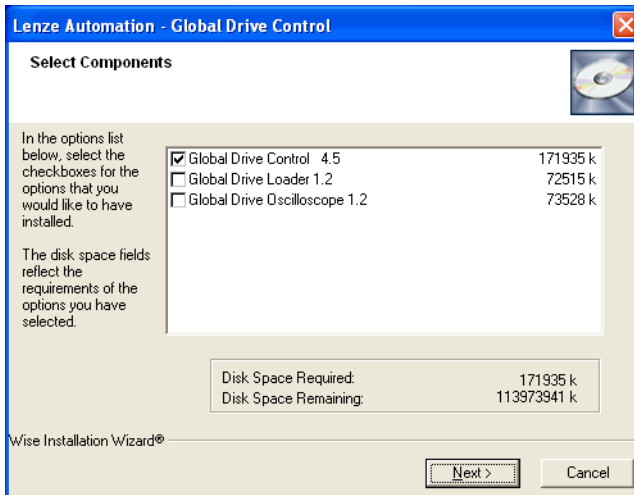 Lenze Automation - Global Drive Control
Select Components
In the options list
below, select the
checkboxes for the
options that you
would like to have
installed.
The disk space fields
reflect the
requirements of the
options you have
selected.
Global Drive Control 4.5 171935 k
Global Drive Loader 1.2 72515 k
Global Drive Oscilloscope 1.2 73528 k
Disk Space Required: 171935 k
Disk Space Remaining: 113973941 k
Wise Installation Wizard®
Next >
Cancel